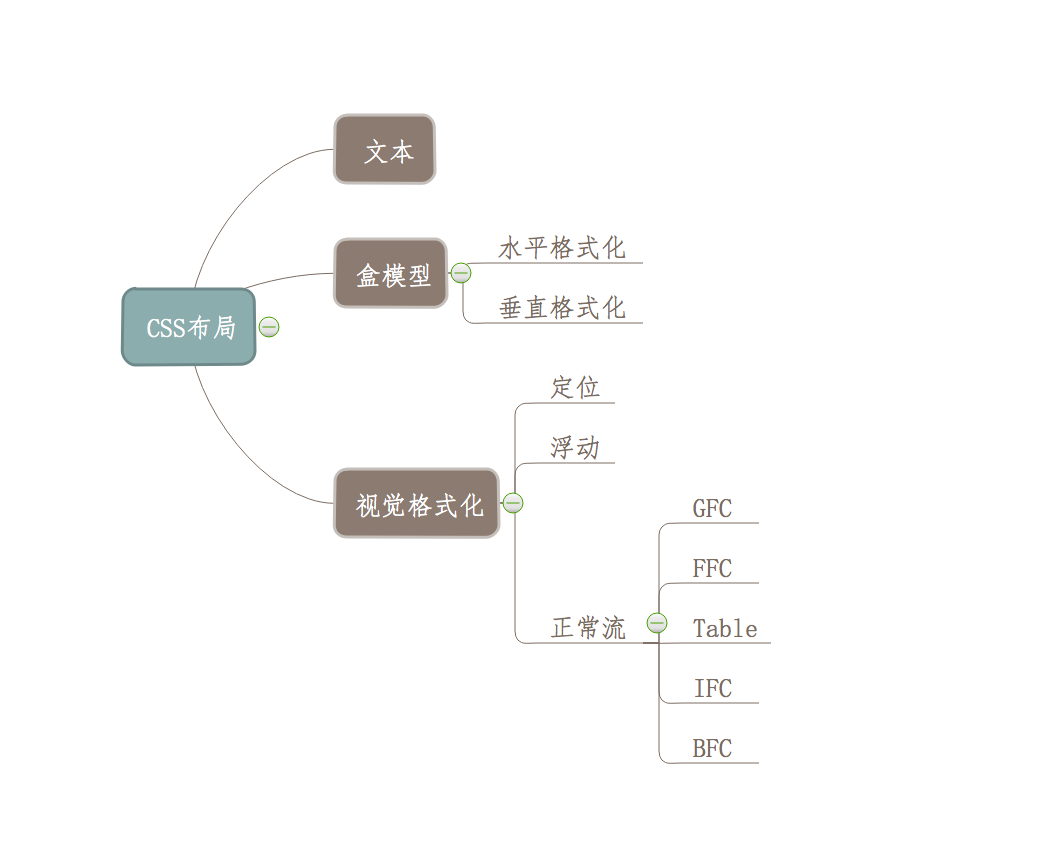 文本
盒模型
水平格式化
垂直格式化
CSS布局
定位
浮动
视觉格式化
正常流
GFC
FFC
Table
IFC
BFC